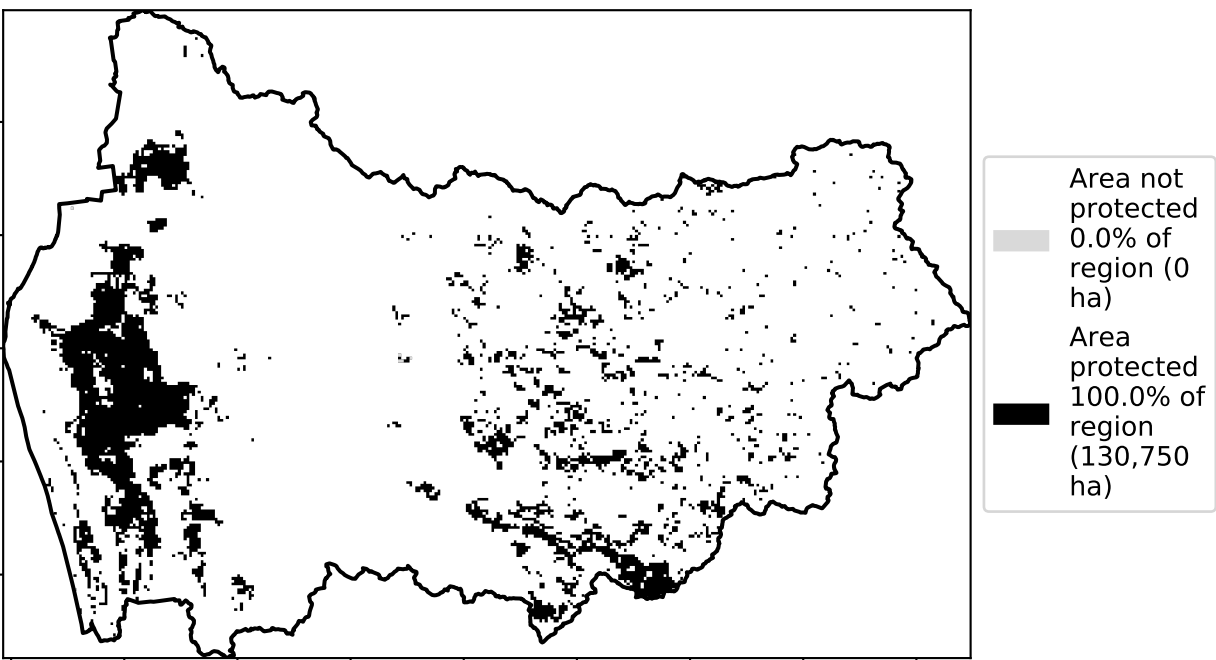 Area not
protected
0.0% of
region (0
ha)
Area
protected
100.0% of
region
(130,750
ha)